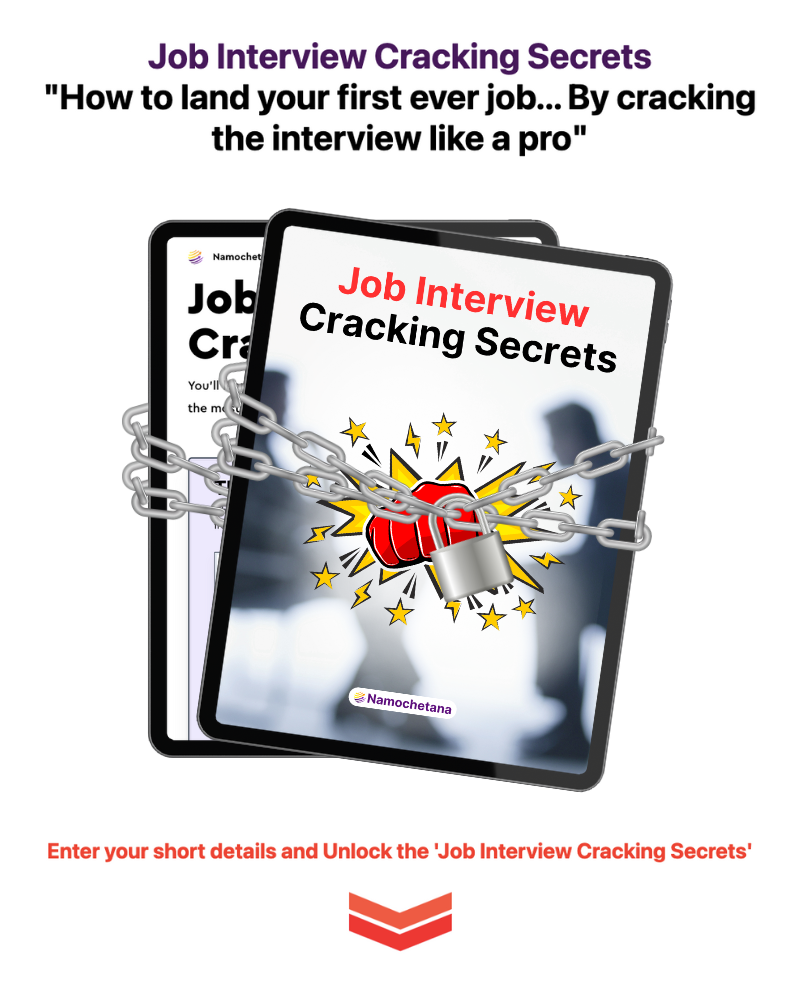 Job Interview Cracking Secrets
"How to land your first ever job... By cracking
the interview like a pro"
Namochet
Job
Cra
You'll
the mo
Job Interview
Cracking Secrets
Namochetana
Enter your short details and Unlock the 'Job Interview Cracking Secrets'